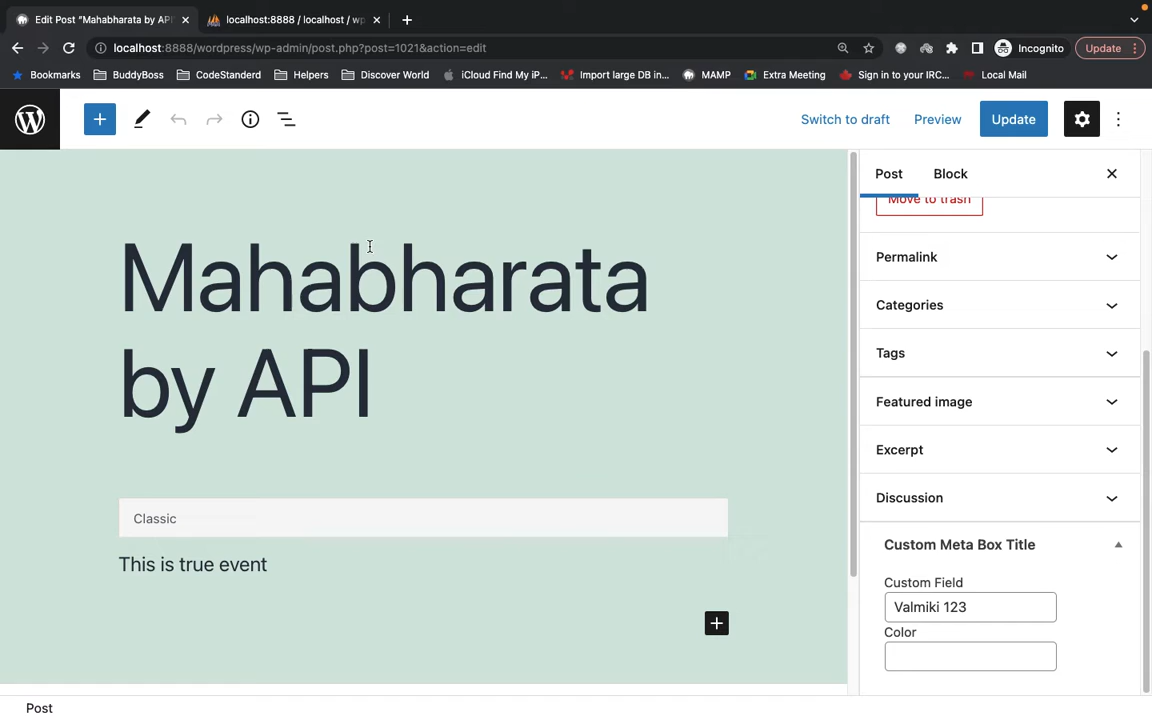 Edit Post "Mahabharata by API"
localhost:8888 / localhost / wp
localhost:8888/wordpress/wp-admin/post.php?post=1021&action=edit
Incognito
Update
Bookmarks
BuddyBoss
CodeStanderd
Helpers
Discover World
iCloud Find My iP...
Import large DB in...
MAMP
Extra Meeting
Sign in to your IRC...
Local Mail
Switch to draft
Preview
Update
Post
Block
Move to trash
Permalink
Categories
Tags
Featured image
Excerpt
Discussion
Custom Meta Box Title
Custom Field
Valmiki 123
Color
Mahabharata
by API
Classic
This is true event
Post